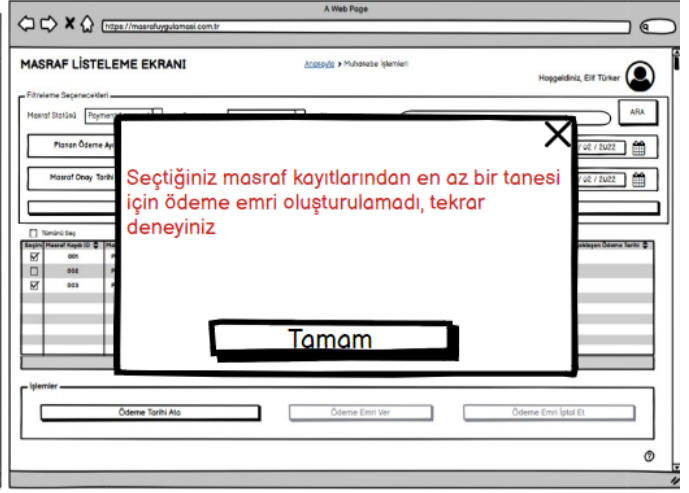 A Web Page
https://masrafuygulamasi.com.tr
MASRAF LİSTELEME EKRANI
Anasayfa > Muhasebe İşlemleri
Hoşgeldiniz, Elif Türker
Filtreleme Seçenecekleri
Masraf Statüsü
ARA
Planan Ödeme
/ 02 / 2022
Masraf Onay Tarihi
/ 02 / 2022
Seçtiğiniz masraf kayıtlarından en az bir tanesi
için ödeme emri oluşturulamadı, tekrar
deneyiniz
Tamam
Tümünü Seç
Seçim Masraf Kaydı ID
Ödeme Tarihi
001
002
003
İşlemler
Ödeme Tarihi Ata
Ödeme Emri Ver
Ödeme Emri İptal Et